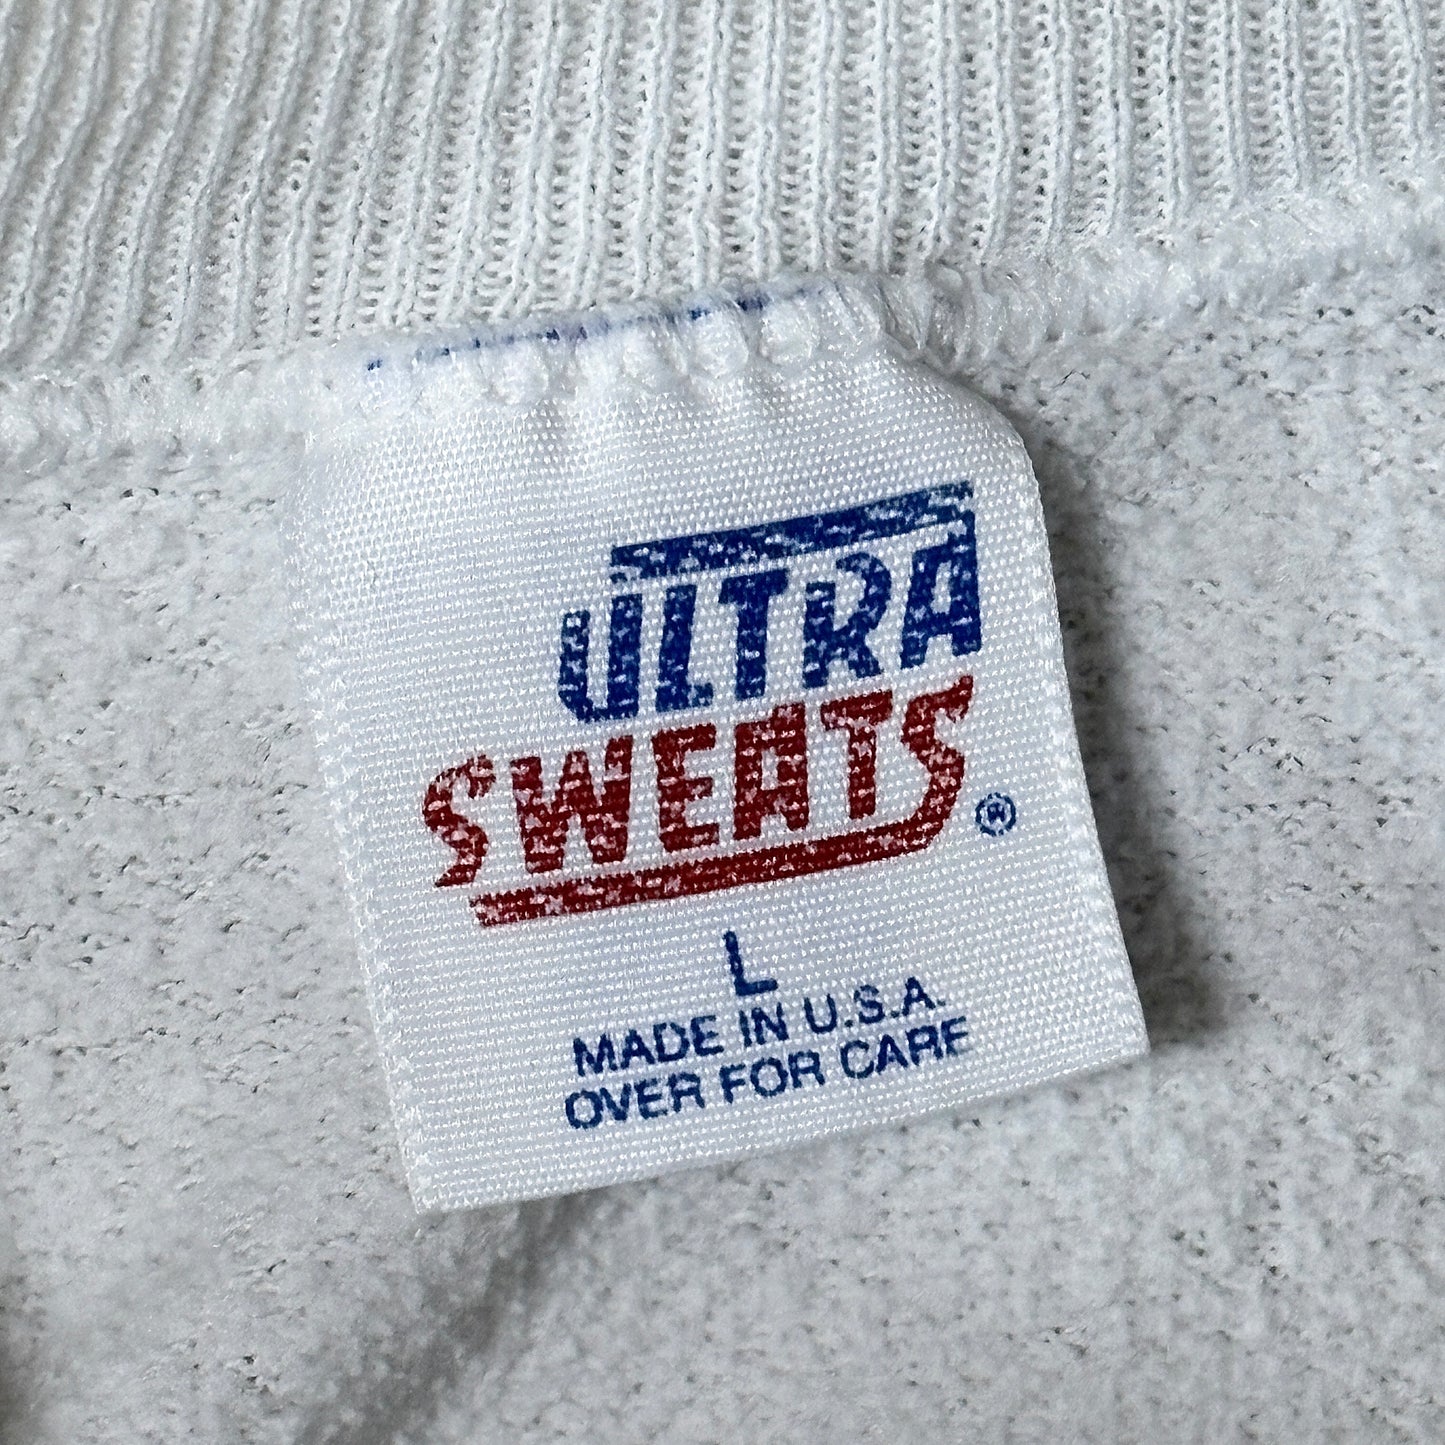 ULTRA
SWEATS ®
L
MADE IN U.S.A.
OVER FOR CARE